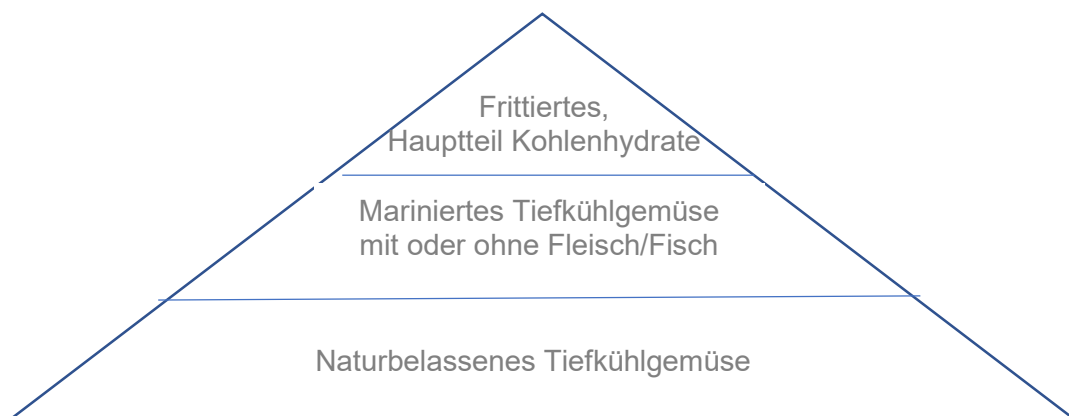 Frittiertes,
Hauptteil Kohlenhydrate
Mariniertes Tiefkühlgemüse
mit oder ohne Fleisch/Fisch
Naturbelassenes Tiefkühlgemüse